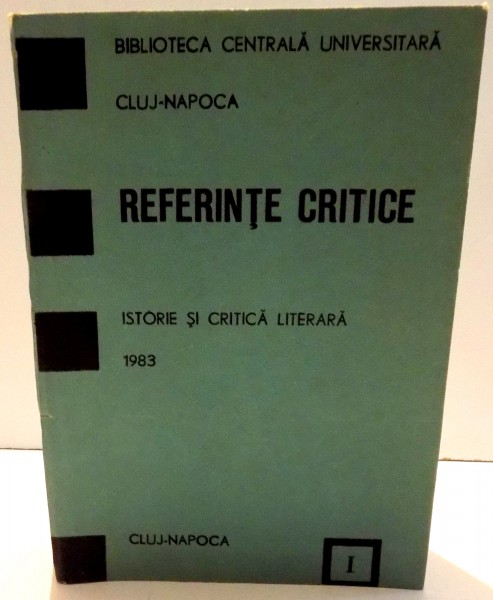 BIBLIOTECA CENTRALĂ UNIVERSITARĂ
CLUJ-NAPOCA
REFERINŢE CRITICE
ISTORIE ŞI CRITICĂ LITERARĂ
1983
CLUJ-NAPOCA
I